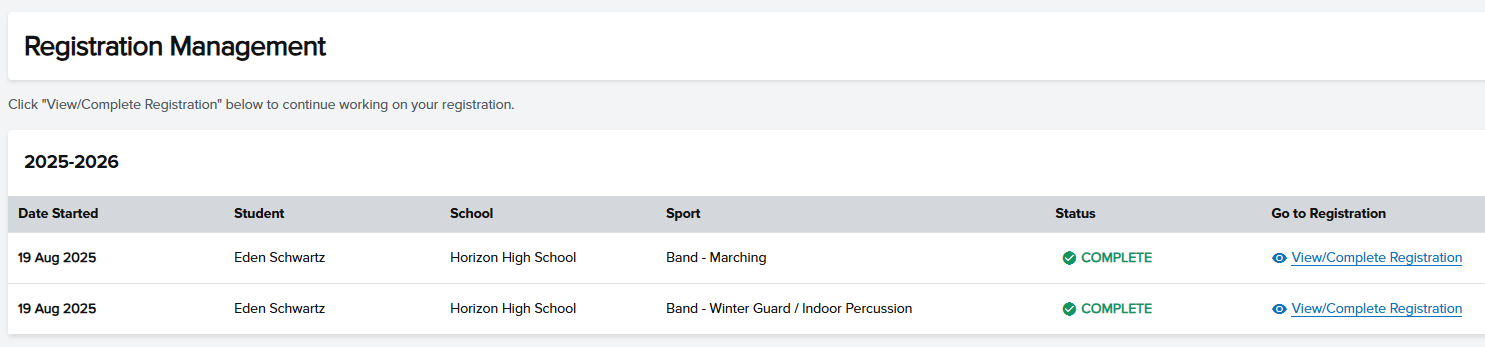 Registration Management
Click "View/Complete Registration" below to continue working on your registration.
2025-2026
Date Started Student School Sport Status Go to Registration
19 Aug 2025 Eden Schwartz Horizon High School Band - Marching COMPLETE View/Complete Registration
19 Aug 2025 Eden Schwartz Horizon High School Band - Winter Guard / Indoor Percussion COMPLETE View/Complete Registration